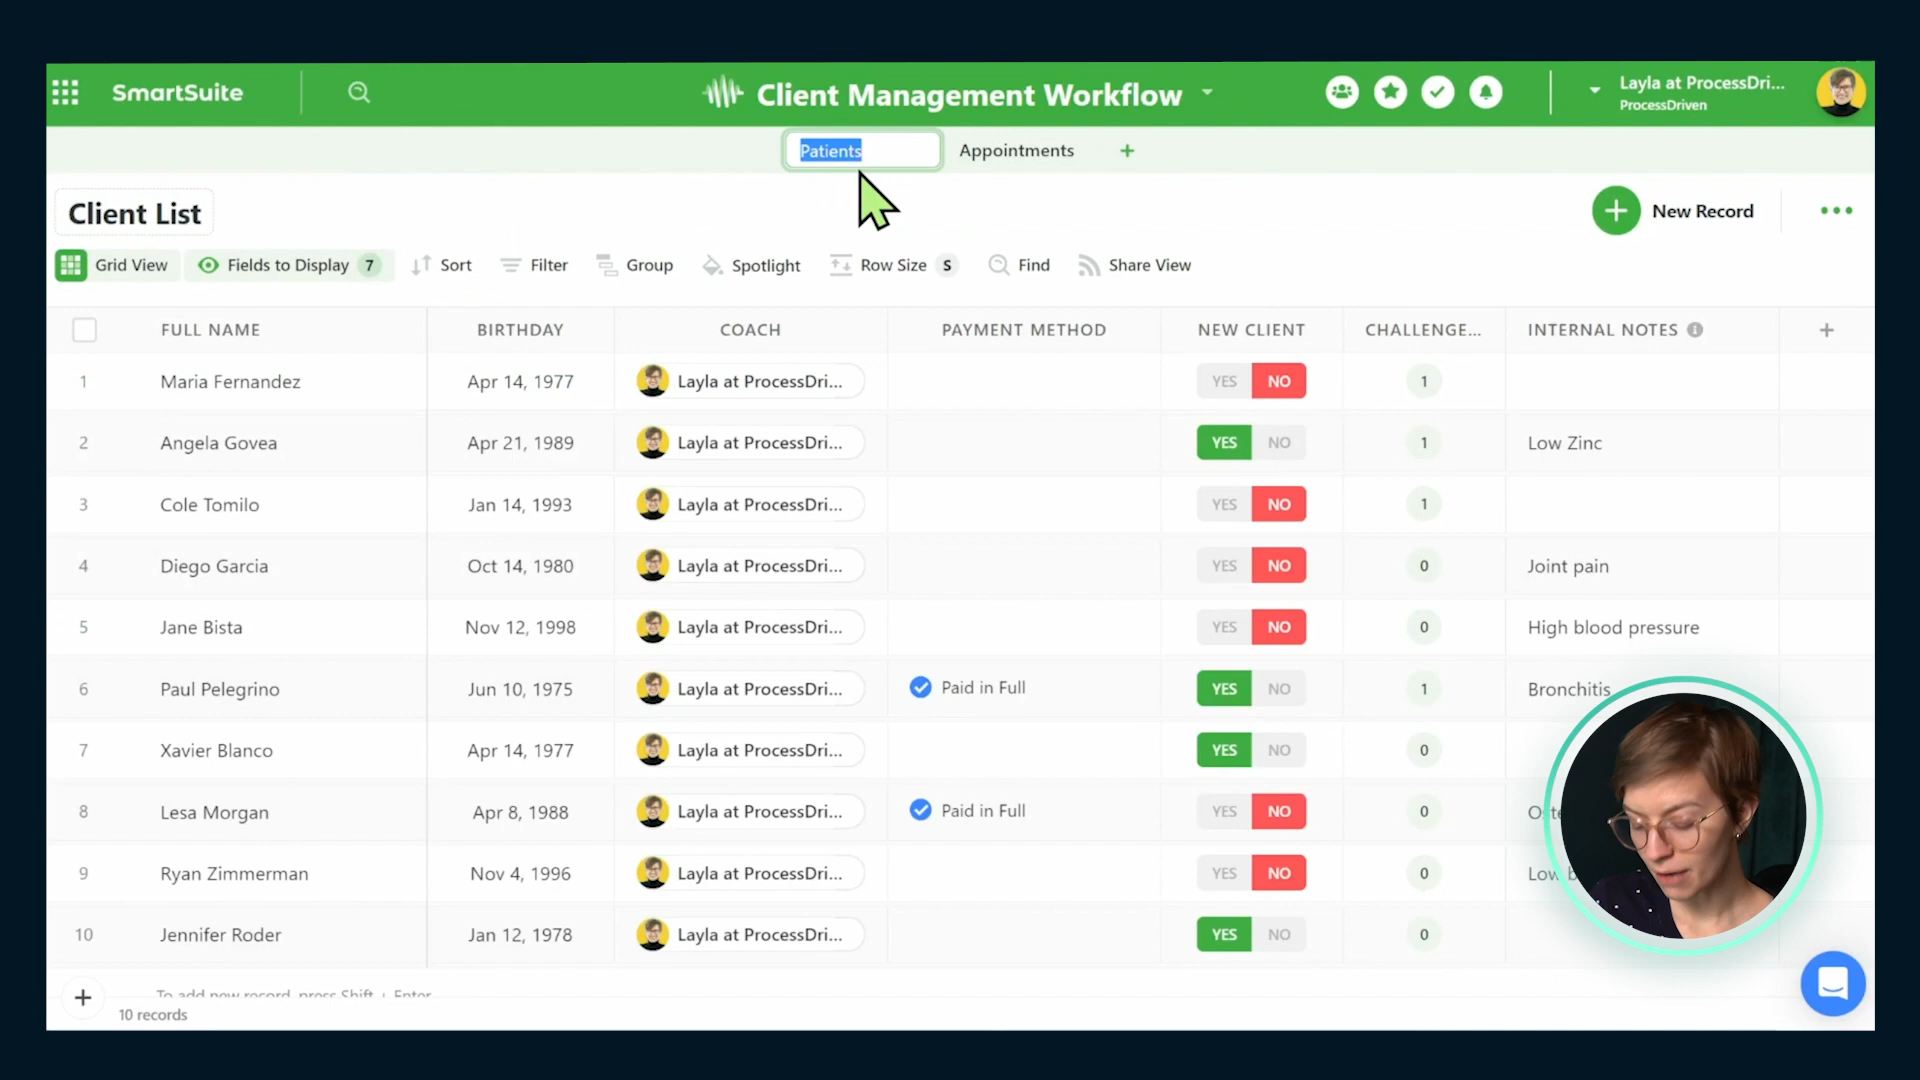 SmartSuite
Client Management Workflow
Layla at ProcessDri...
ProcessDriven
Patients
Appointments
+
Client List
New Record
Grid View
Fields to Display 7
Sort
Filter
Group
Spotlight
Row Size S
Find
Share View
FULL NAME BIRTHDAY COACH PAYMENT METHOD NEW CLIENT CHALLENGE... INTERNAL NOTES +
1 Maria Fernandez Apr 14, 1977 Layla at ProcessDri... YES NO 1
2 Angela Govea Apr 21, 1989 Layla at ProcessDri... YES NO 1 Low Zinc
3 Cole Tomilo Jan 14, 1993 Layla at ProcessDri... YES NO 1
4 Diego Garcia Oct 14, 1980 Layla at ProcessDri... YES NO 0 Joint pain
5 Jane Bista Nov 12, 1998 Layla at ProcessDri... YES NO 0 High blood pressure
6 Paul Pelegrino Jun 10, 1975 Layla at ProcessDri... Paid in Full YES NO 1 Bronchitis
7 Xavier Blanco Apr 14, 1977 Layla at ProcessDri... YES NO 0
8 Lesa Morgan Apr 8, 1988 Layla at ProcessDri... Paid in Full YES NO 0
9 Ryan Zimmerman Nov 4, 1996 Layla at ProcessDri... YES NO 0 Low
10 Jennifer Roder Jan 12, 1978 Layla at ProcessDri... YES NO 0
To add new record, press Shift + Enter
10 records